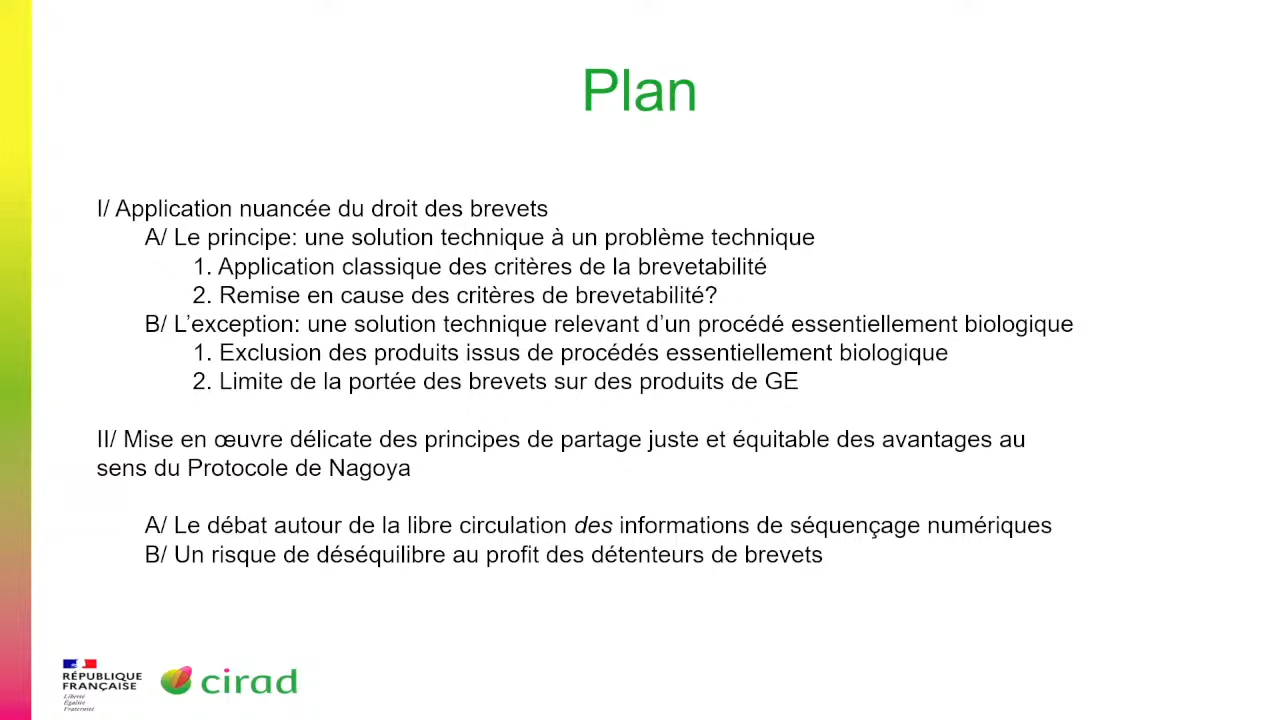 Plan
I/ Application nuancée du droit des brevets
A/ Le principe: une solution technique à un problème technique
1. Application classique des critères de la brevetabilité
2. Remise en cause des critères de brevetabilité?
B/ L’exception: une solution technique relevant d’un procédé essentiellement biologique
1. Exclusion des produits issus de procédés essentiellement biologique
2. Limite de la portée des brevets sur des produits de GE
II/ Mise en œuvre délicate des principes de partage juste et équitable des avantages au
sens du Protocole de Nagoya
A/ Le débat autour de la libre circulation des informations de séquençage numériques
B/ Un risque de déséquilibre au profit des détenteurs de brevets
RÉPUBLIQUE
FRANÇAISE
Liberté
Égalité
Fraternité
cirad